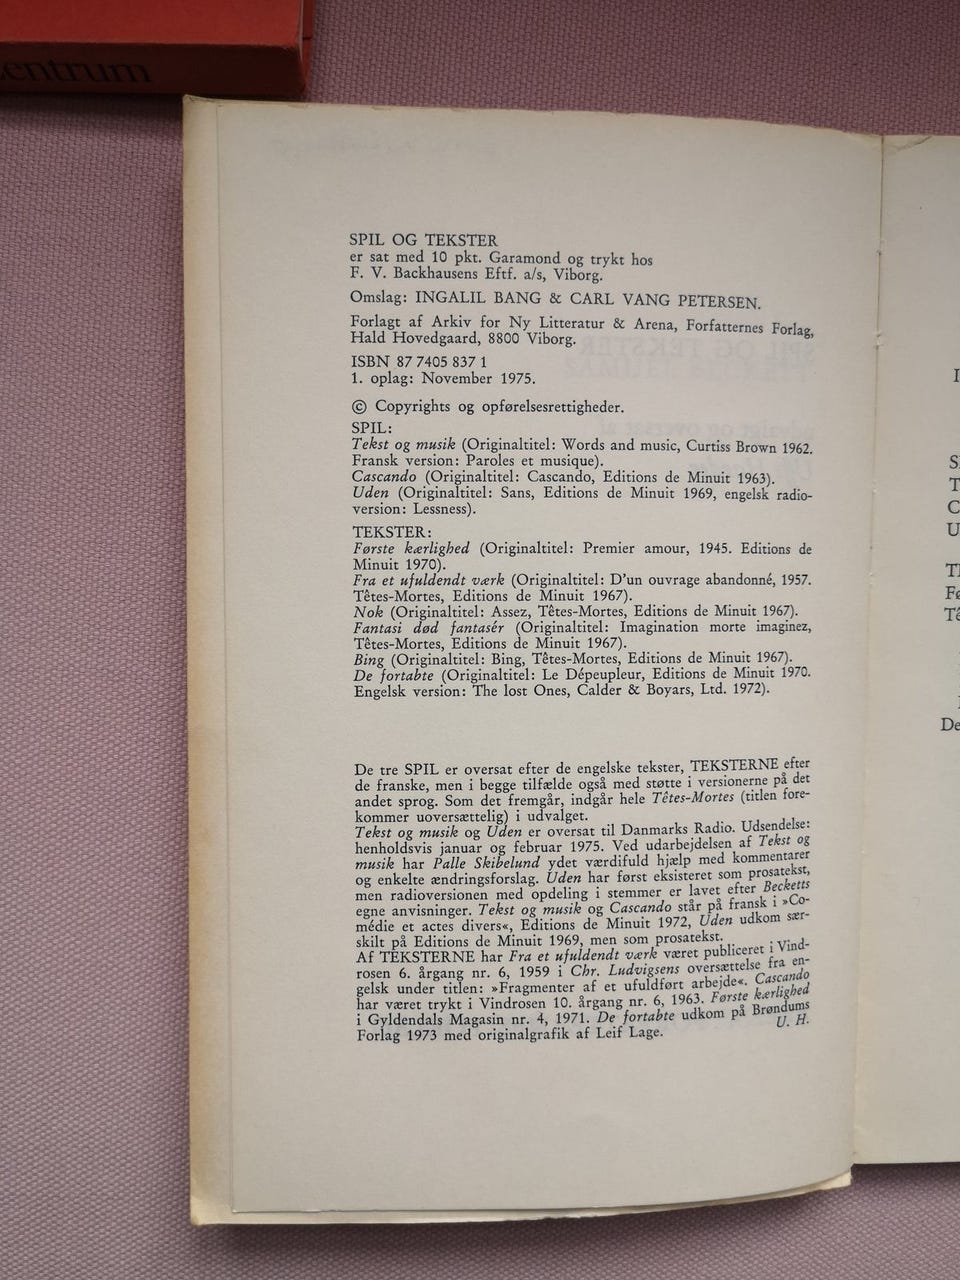 entrum
SPIL OG TEKSTER
er sat med 10 pkt. Garamond og trykt hos
F. V. Backhausens Eftf. a/s, Viborg.
Omslag: INGALIL BANG & CARL VANG PETERSEN.
Forlagt af Arkiv for Ny Litteratur & Arena, Forfatternes Forlag,
Hald Hovedgaard, 8800 Viborg.
ISBN 87 7405 837 1
1. oplag: November 1975.
© Copyrights og opførelsesrettigheder.
SPIL:
Tekst og musik (Originaltitel: Words and music, Curtiss Brown 1962.
Fransk version: Paroles et musique).
Cascando (Originaltitel: Cascando, Editions de Minuit 1963).
Uden (Originaltitel: Sans, Editions de Minuit 1969, engelsk radio-
version: Lessness).
TEKSTER:
Første kærlighed (Originaltitel: Premier amour, 1945. Editions de
Minuit 1970).
Fra et ufuldendt værk (Originaltitel: D'un ouvrage abandonné, 1957.
Têtes-Mortes, Editions de Minuit 1967).
Nok (Originaltitel: Assez, Têtes-Mortes, Editions de Minuit 1967).
Fantasi død fantasér (Originaltitel: Imagination morte imaginez,
Têtes-Mortes, Editions de Minuit 1967).
Bing (Originaltitel: Bing, Têtes-Mortes, Editions de Minuit 1967).
De fortabte (Originaltitel: Le Dépeupleur, Editions de Minuit 1970.
Engelsk version: The lost Ones, Calder & Boyars, Ltd. 1972).
De tre SPIL er oversat efter de engelske tekster, TEKSTERNE efter
de franske, men i begge tilfælde også med støtte i versionerne på det
andet sprog. Som det fremgår, indgår hele Têtes-Mortes (titlen fore-
kommer uoversættelig) i udvalget.
Tekst og musik og Uden er oversat til Danmarks Radio. Udsendelse:
henholdsvis januar og februar 1975. Ved udarbejdelsen af Tekst og
musik har Palle Skibelund ydet værdifuld hjælp med kommentarer
og enkelte ændringsforslag. Uden har først eksisteret som prosatekst,
men radioversionen med opdeling i stemmer er lavet efter Becketts
egne anvisninger. Tekst og musik og Cascando står på fransk i »Co-
médie et actes divers«, Editions de Minuit 1972, Uden udkom sær-
skilt på Editions de Minuit 1969, men som prosatekst.
Af TEKSTERNE har Fra et ufuldendt værk været publiceret i Vind-
rosen 6. årgang nr. 6, 1959 i Chr. Ludvigsens oversættelse fra en-
gelsk under titlen: »Fragmenter af et ufuldført arbejde«. Cascando
har været trykt i Vindrosen 10. årgang nr. 6, 1963. Første kærlighed
i Gyldendals Magasin nr. 4, 1971. De fortabte udkom på Brøndums
Forlag 1973 med originalgrafik af Leif Lage.
U. H.